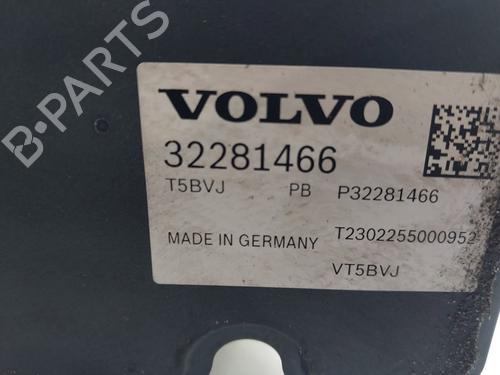 VOLVO
32281466
T5BVJ PB P32281466
MADE IN GERMANY T2302255000952
VT5BVJ
B-PARTS